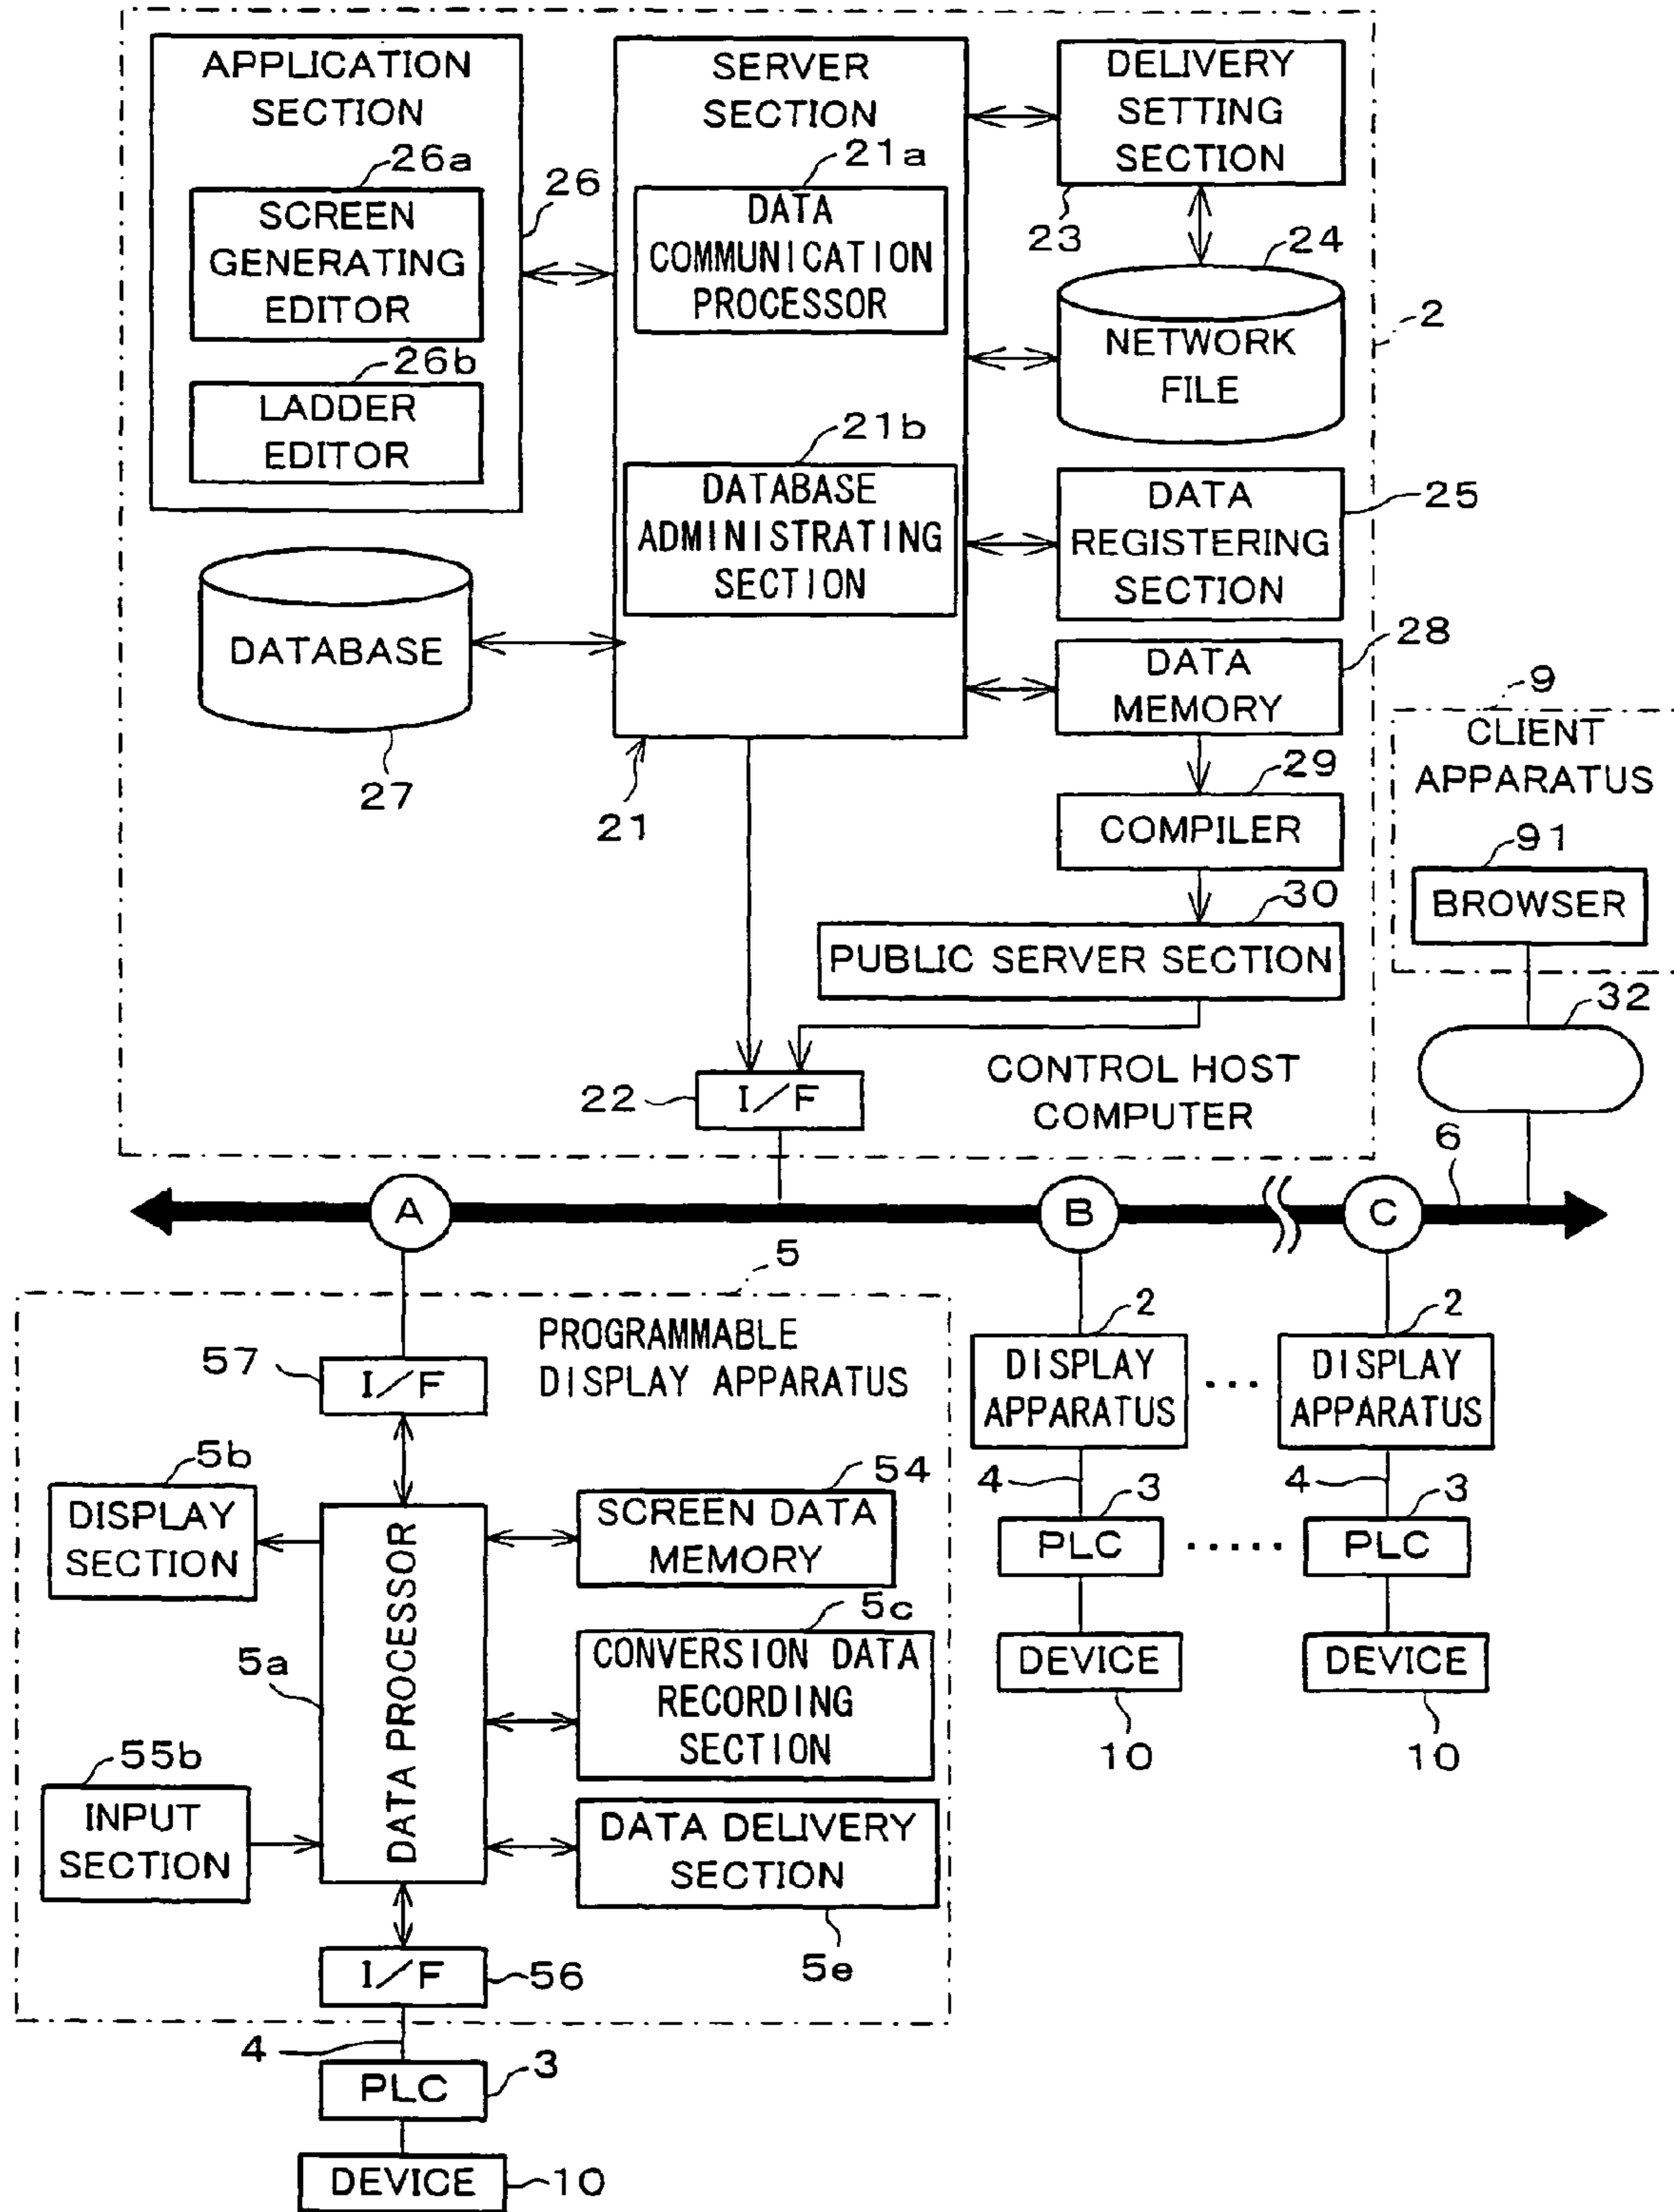 APPLICATION
SECTION
26a
SCREEN
GENERATING
EDITOR
26b
LADDER
EDITOR
26
DATABASE
27
SERVER
SECTION
21a
DATA
COMMUNICATION
PROCESSOR
21b
DATABASE
ADMINISTRATING
SECTION
21
DELIVERY
SETTING
SECTION
23
24
NETWORK
FILE
2
DATA
REGISTERING
SECTION
25
DATA
MEMORY
28
29
COMPILER
30
PUBLIC SERVER SECTION
22
I/F
CONTROL HOST
COMPUTER
9
CLIENT
APPARATUS
91
BROWSER
32
6
A
B
C
5
PROGRAMMABLE
DISPLAY APPARATUS
57
I/F
5b
DISPLAY
SECTION
54
SCREEN DATA
MEMORY
5a
DATA PROCESSOR
5c
CONVERSION DATA
RECORDING
SECTION
55b
INPUT
SECTION
DATA DELIVERY
SECTION
5e
I/F
56
4
3
PLC
DEVICE
10
2
DISPLAY
APPARATUS
4
3
PLC
DEVICE
10
...
.....
2
DISPLAY
APPARATUS
4
3
PLC
DEVICE
10